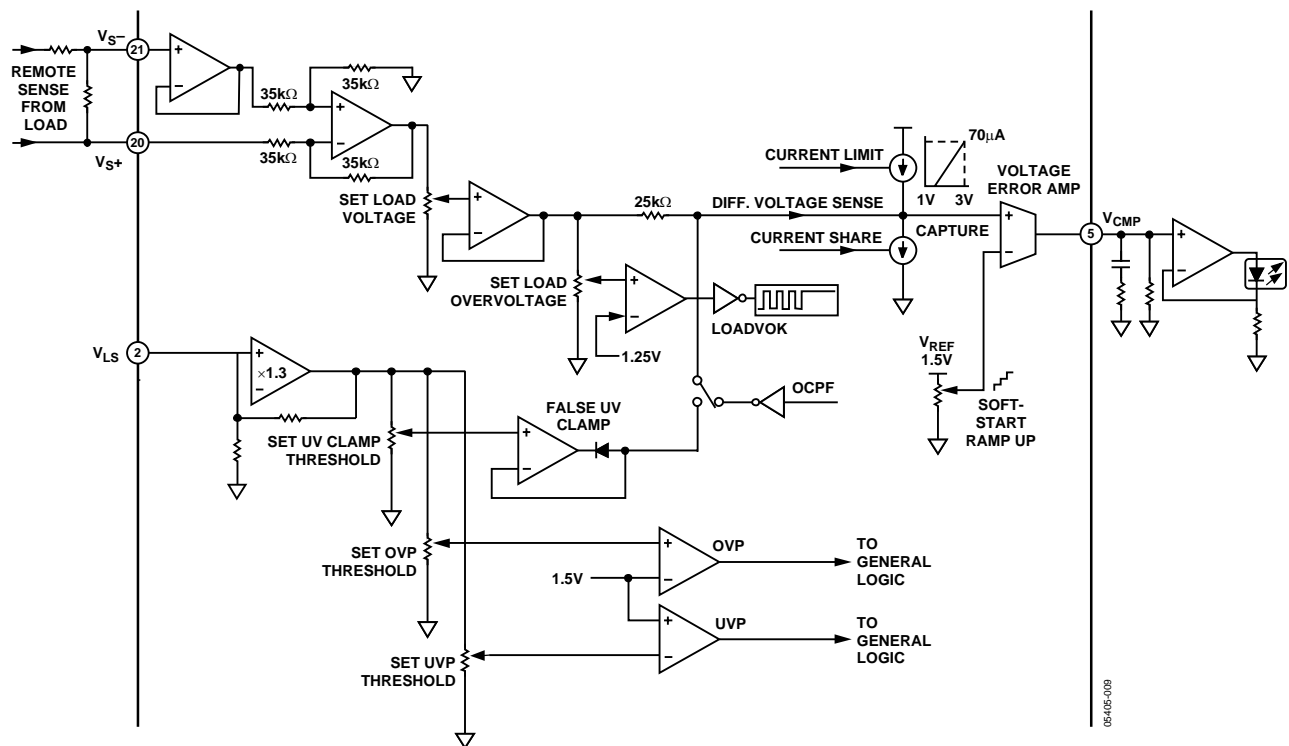 VS−
21
REMOTE
SENSE
FROM
LOAD
20
VS+
+
−
35kΩ
35kΩ
+
−
35kΩ
35kΩ
SET LOAD
VOLTAGE
+
−
25kΩ
DIFF. VOLTAGE SENSE
CURRENT LIMIT
70µA
1V 3V
CURRENT SHARE
CAPTURE
VOLTAGE
ERROR AMP
+
−
5
VCMP
+
−
SET LOAD
OVERVOLTAGE
+
−
1.25V
LOADVOK
VREF
1.5V
SOFT-
START
RAMP UP
OCPF
VLS
2
+
×1.3
−
SET UV CLAMP
THRESHOLD
FALSE UV
CLAMP
+
−
SET OVP
THRESHOLD
1.5V
+
−
OVP
TO
GENERAL
LOGIC
+
−
UVP
TO
GENERAL
LOGIC
SET UVP
THRESHOLD
05405-009